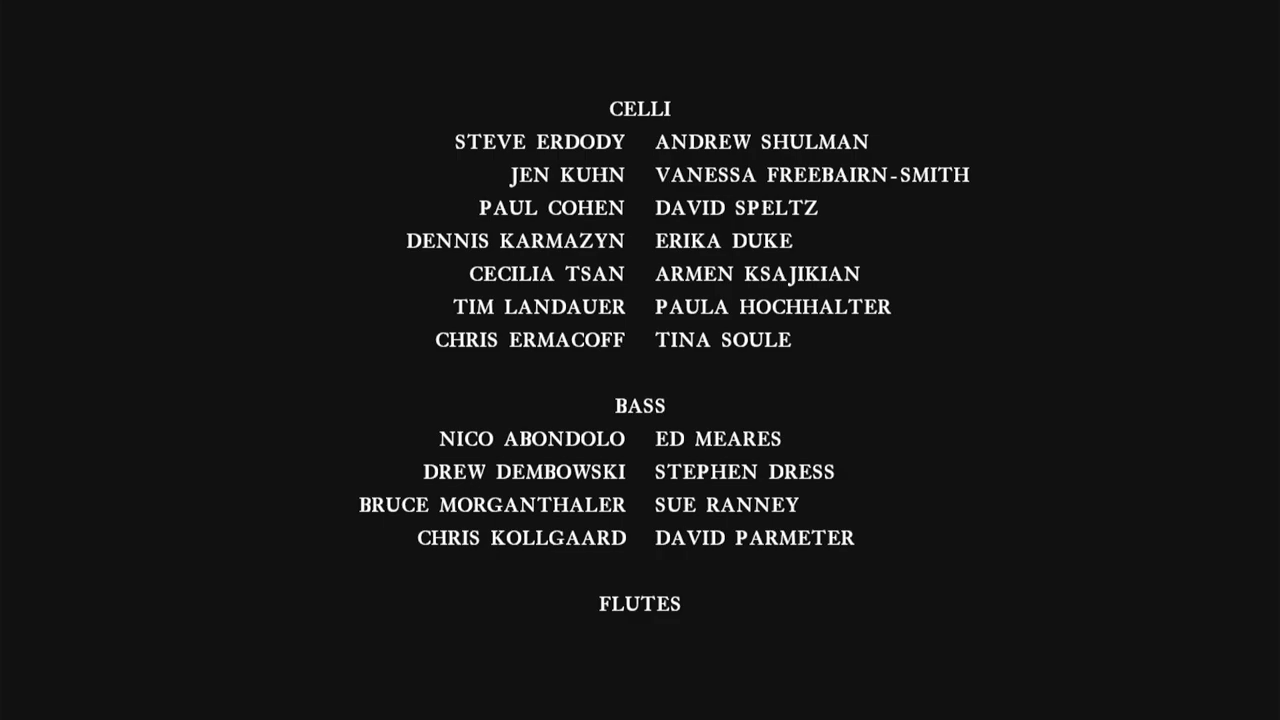 CELLI
STEVE ERDODY ANDREW SHULMAN
JEN KUHN VANESSA FREEBAIRN-SMITH
PAUL COHEN DAVID SPELTZ
DENNIS KARMAZYN ERIKA DUKE
CECILIA TSAN ARMEN KSAJIKIAN
TIM LANDAUER PAULA HOCHHALTER
CHRIS ERMACOFF TINA SOULE
BASS
NICO ABONDOLO ED MEARES
DREW DEMBOWSKI STEPHEN DRESS
BRUCE MORGANTHALER SUE RANNEY
CHRIS KOLLGAARD DAVID PARMETER
FLUTES